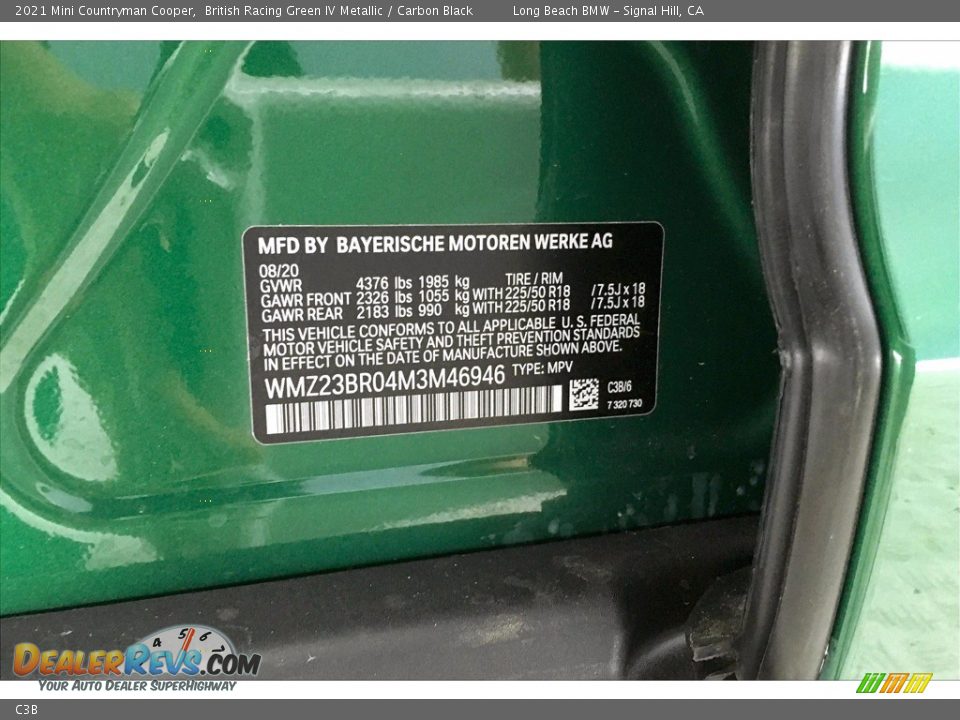 2021 Mini Countryman Cooper, British Racing Green IV Metallic / Carbon Black Long Beach BMW - Signal Hill, CA
MFD BY BAYERISCHE MOTOREN WERKE AG
08/20
GVWR 4376 lbs 1985 kg TIRE / RIM
GAWR FRONT 2326 lbs 1055 kg WITH 225/50 R18 /7.5J x 18
GAWR REAR 2183 lbs 990 kg WITH 225/50 R18 /7.5J x 18
THIS VEHICLE CONFORMS TO ALL APPLICABLE U. S. FEDERAL
MOTOR VEHICLE SAFETY AND THEFT PREVENTION STANDARDS
IN EFFECT ON THE DATE OF MANUFACTURE SHOWN ABOVE.
WMZ23BR04M3M46946 TYPE: MPV
C3B/6
7 320 730
4 5 6
DEALERREVS.COM
YOUR AUTO DEALER SUPERHIGHWAY
C3B